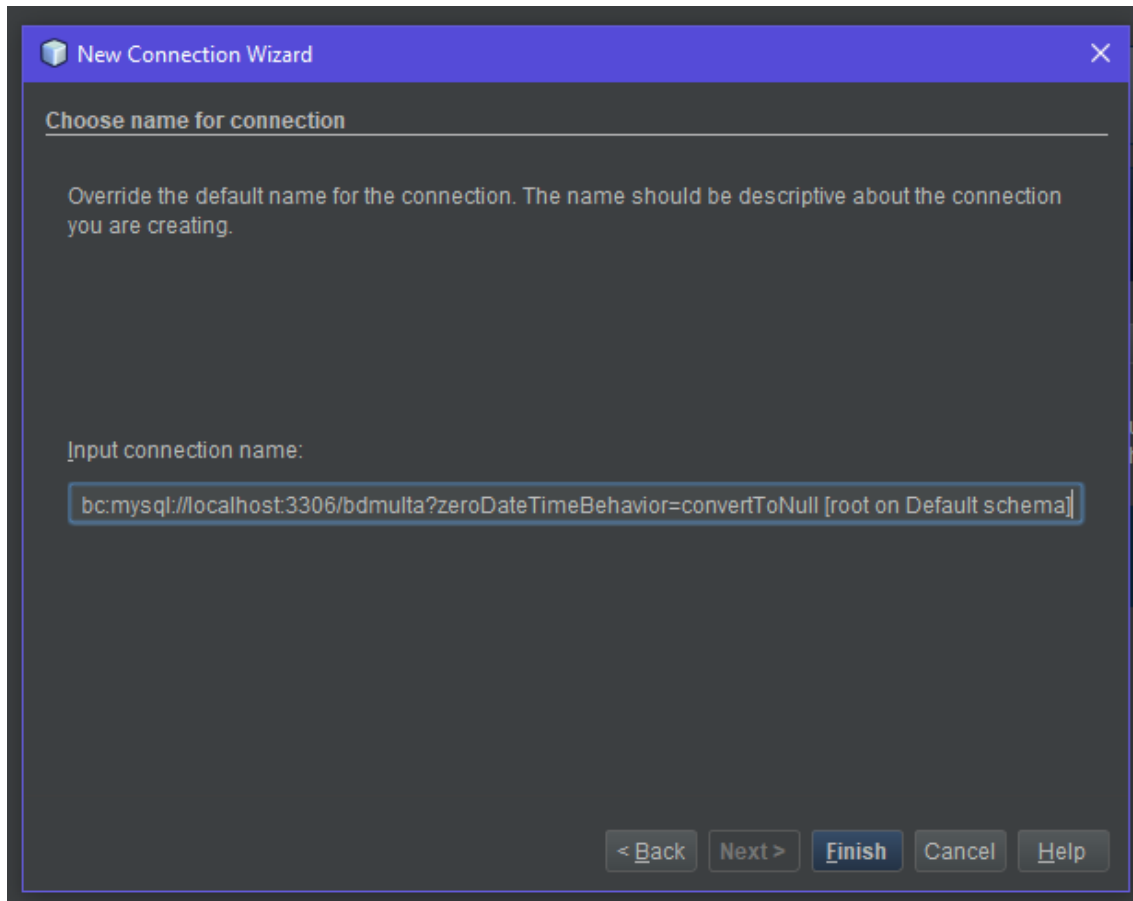 New Connection Wizard
Choose name for connection
Override the default name for the connection. The name should be descriptive about the connection
you are creating.
Input connection name:
bc:mysql://localhost:3306/bdmulta?zeroDateTimeBehavior=convertToNull [root on Default schema]
< Back Next > Finish Cancel Help